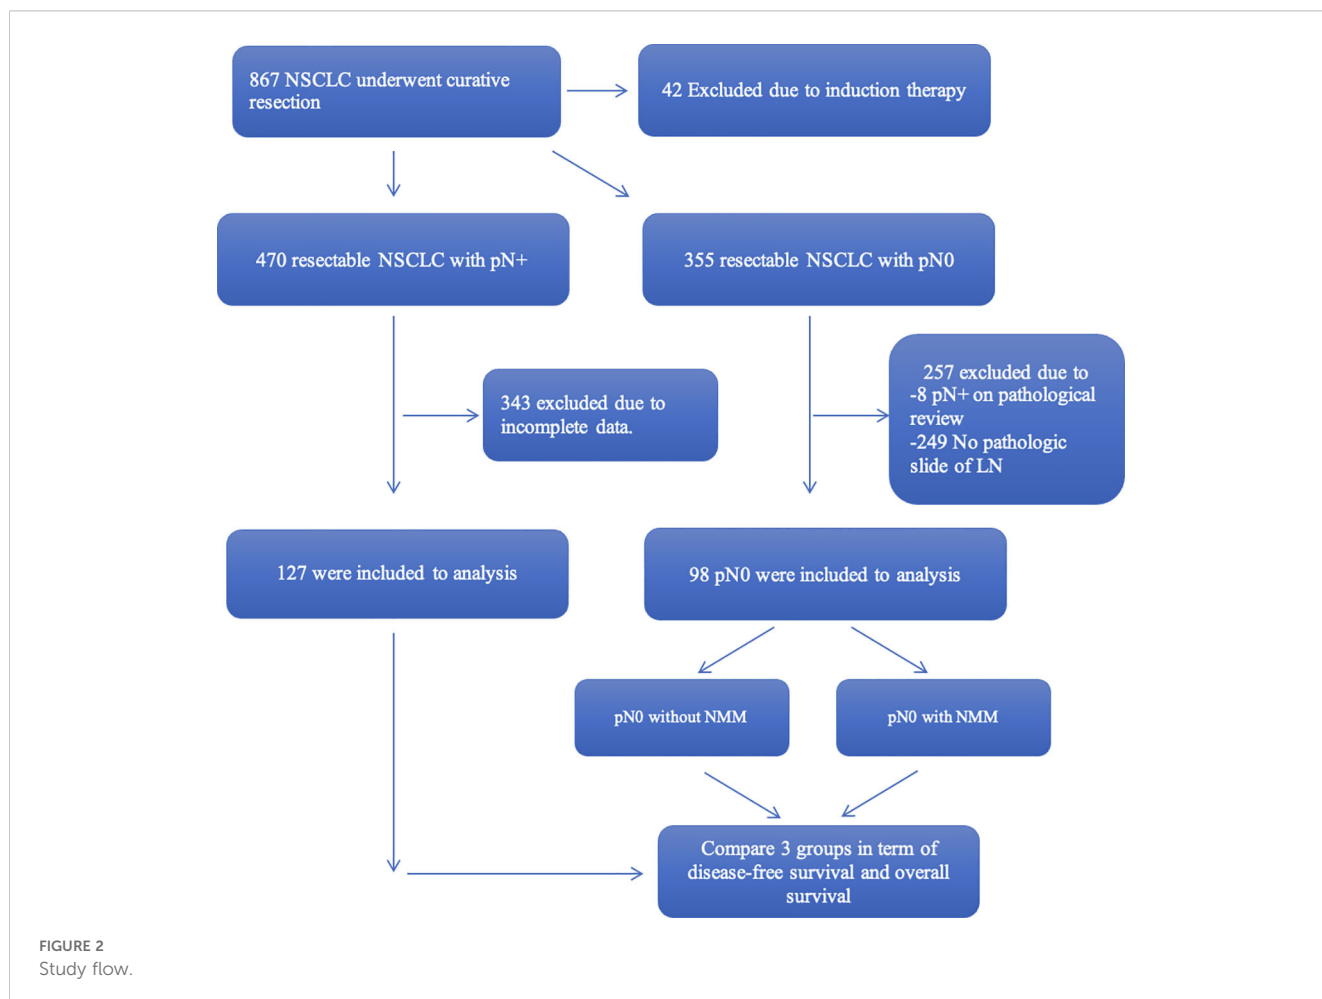 867 NSCLC underwent curative
resection
42 Excluded due to induction therapy
470 resectable NSCLC with pN+
355 resectable NSCLC with pN0
343 excluded due to
incomplete data.
257 excluded due to
-8 pN+ on pathological
review
-249 No pathologic
slide of LN
127 were included to analysis
98 pN0 were included to analysis
pN0 without NMM
pN0 with NMM
Compare 3 groups in term of
disease-free survival and overall
survival
FIGURE 2
Study flow.